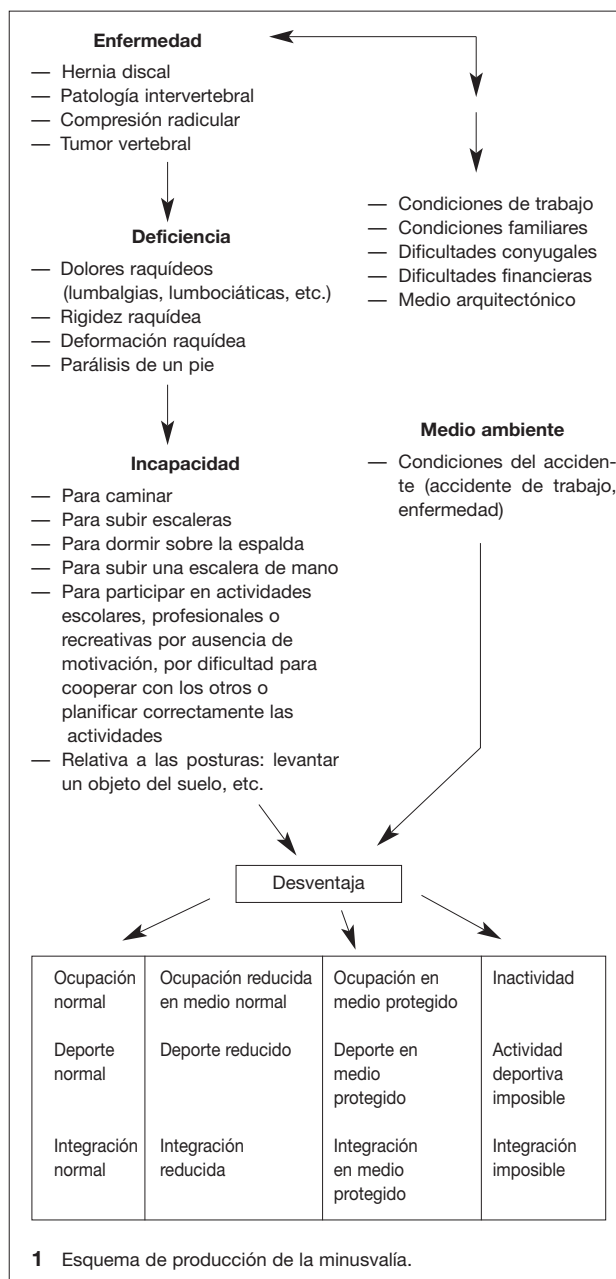 Enfermedad
— Hernia discal
— Patología intervertebral
— Compresión radicular
— Tumor vertebral
Deficiencia
— Dolores raquídeos
(lumbalgias, lumbociáticas, etc.)
— Rigidez raquídea
— Deformación raquídea
— Parálisis de un pie
Incapacidad
— Para caminar
— Para subir escaleras
— Para dormir sobre la espalda
— Para subir una escalera de mano
— Para participar en actividades
escolares, profesionales o
recreativas por ausencia de
motivación, por dificultad para
cooperar con los otros o
planificar correctamente las
actividades
— Relativa a las posturas: levantar
un objeto del suelo, etc.
— Condiciones de trabajo
— Condiciones familiares
— Dificultades conyugales
— Dificultades financieras
— Medio arquitectónico
Medio ambiente
— Condiciones del acciden-
te (accidente de trabajo,
enfermedad)
Desventaja
Ocupación
normal
Ocupación reducida
en medio normal
Ocupación en
medio protegido
Inactividad
Deporte
normal
Deporte reducido
Deporte en
medio
protegido
Actividad
deportiva
imposible
Integración
normal
Integración
reducida
Integración
en medio
protegido
Integración
imposible
1 Esquema de producción de la minusvalía.